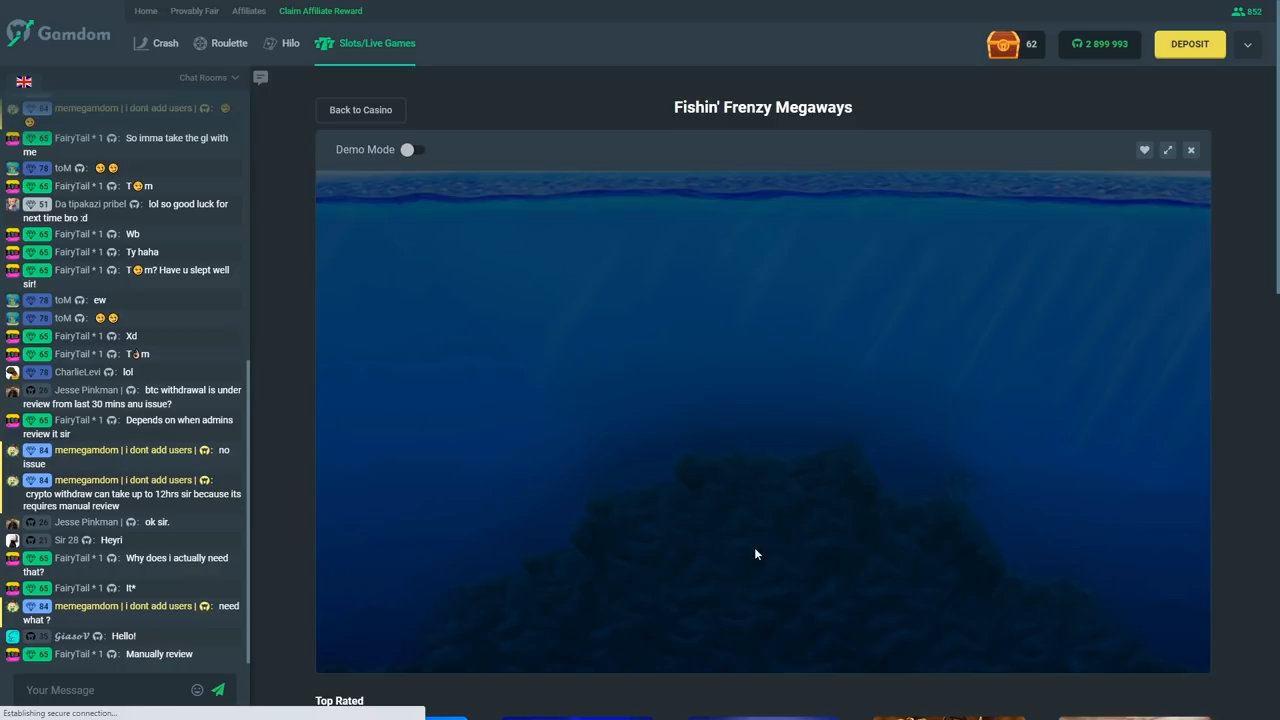 Home Provably Fair Affiliates Claim Affiliate Reward 852
Gamdom Crash Roulette Hilo Slots/Live Games 62 2 899 993 DEPOSIT
Chat Rooms
Back to Casino
Fishin' Frenzy Megaways
Demo Mode
84 memegamdom | i dont add users | :
65 FairyTail * 1 : So imma take the gl with
me
78 toM :
65 FairyTail * 1 : T😏m
51 Da tipakazi pribel : lol so good luck for
next time bro :d
65 FairyTail * 1 : Wb
65 FairyTail * 1 : Ty haha
65 FairyTail * 1 : T😏m? Have u slept well
sir!
78 toM : ew
78 toM : 😏 😏
65 FairyTail * 1 : Xd
65 FairyTail * 1 : T👌m
78 CharlieLevi : lol
26 Jesse Pinkman | : btc withdrawal is under
review from last 30 mins anu issue?
65 FairyTail * 1 : Depends on when admins
review it sir
84 memegamdom | i dont add users | : no
issue
84 memegamdom | i dont add users | :
crypto withdraw can take up to 12hrs sir because its
requires manual review
26 Jesse Pinkman | : ok sir.
21 Sir 28 : Heyri
65 FairyTail * 1 : Why does i actually need
that?
65 FairyTail * 1 : It*
84 memegamdom | i dont add users | : need
what ?
35 𝓖𝓲𝓪𝓼𝓸𝓥 : Hello!
65 FairyTail * 1 : Manually review
Your Message
Top Rated
Establishing secure connection...